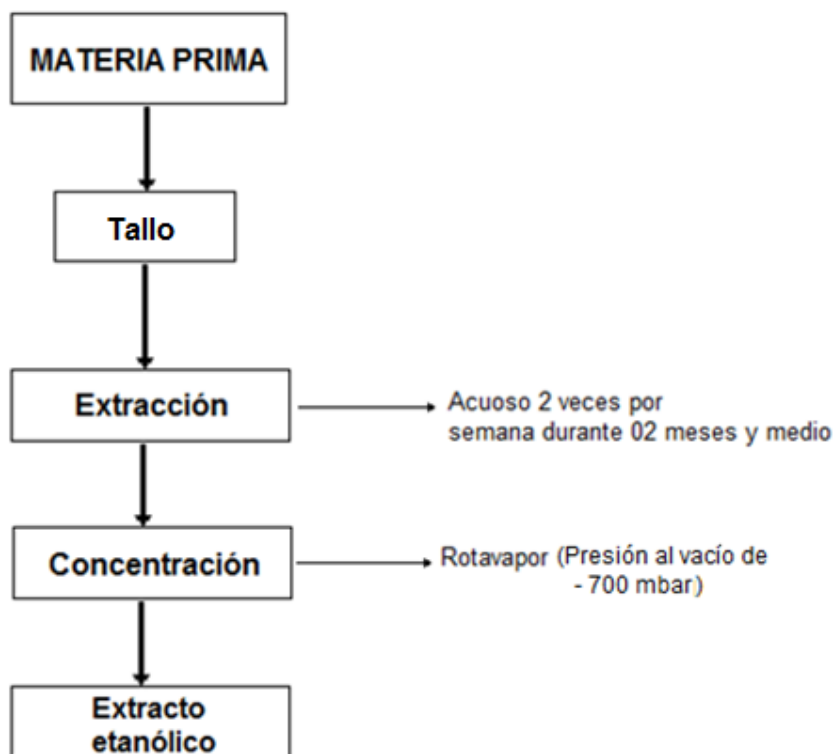 MATERIA PRIMA
Tallo
Extracción
Acuoso 2 veces por
semana durante 02 meses y medio
Concentración
Rotavapor (Presión al vacío de
- 700 mbar)
Extracto
etanólico